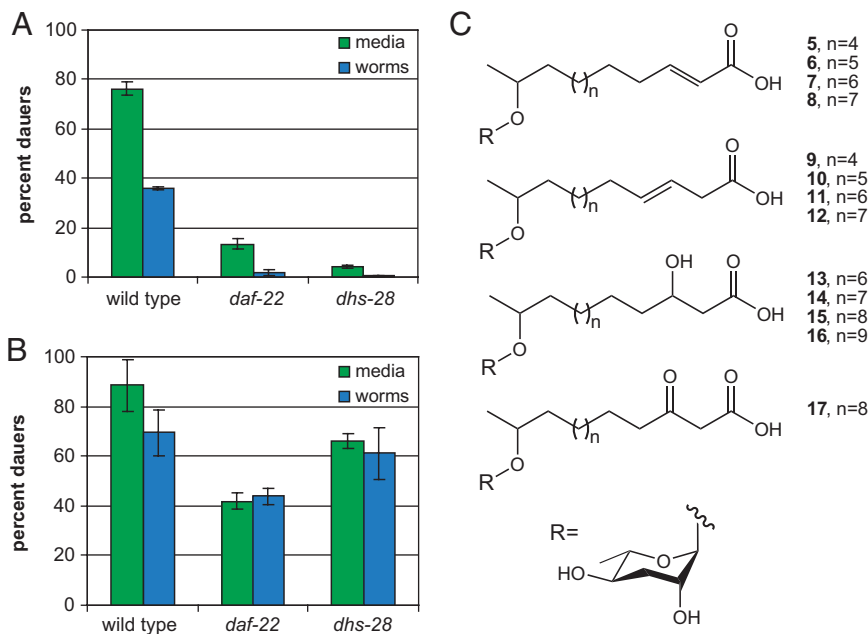 A
percent dauers
100
80
60
40
20
0
media
worms
wild type
daf-22
dhs-28
B
percent dauers
100
80
60
40
20
0
media
worms
wild type
daf-22
dhs-28
C
O
OH
O
R
n
5, n=4
6, n=5
7, n=6
8, n=7
O
OH
O
R
n
9, n=4
10, n=5
11, n=6
12, n=7
OH
O
OH
O
R
n
13, n=6
14, n=7
15, n=8
16, n=9
O
O
OH
O
R
n
17, n=8
R=
O
HO
OH